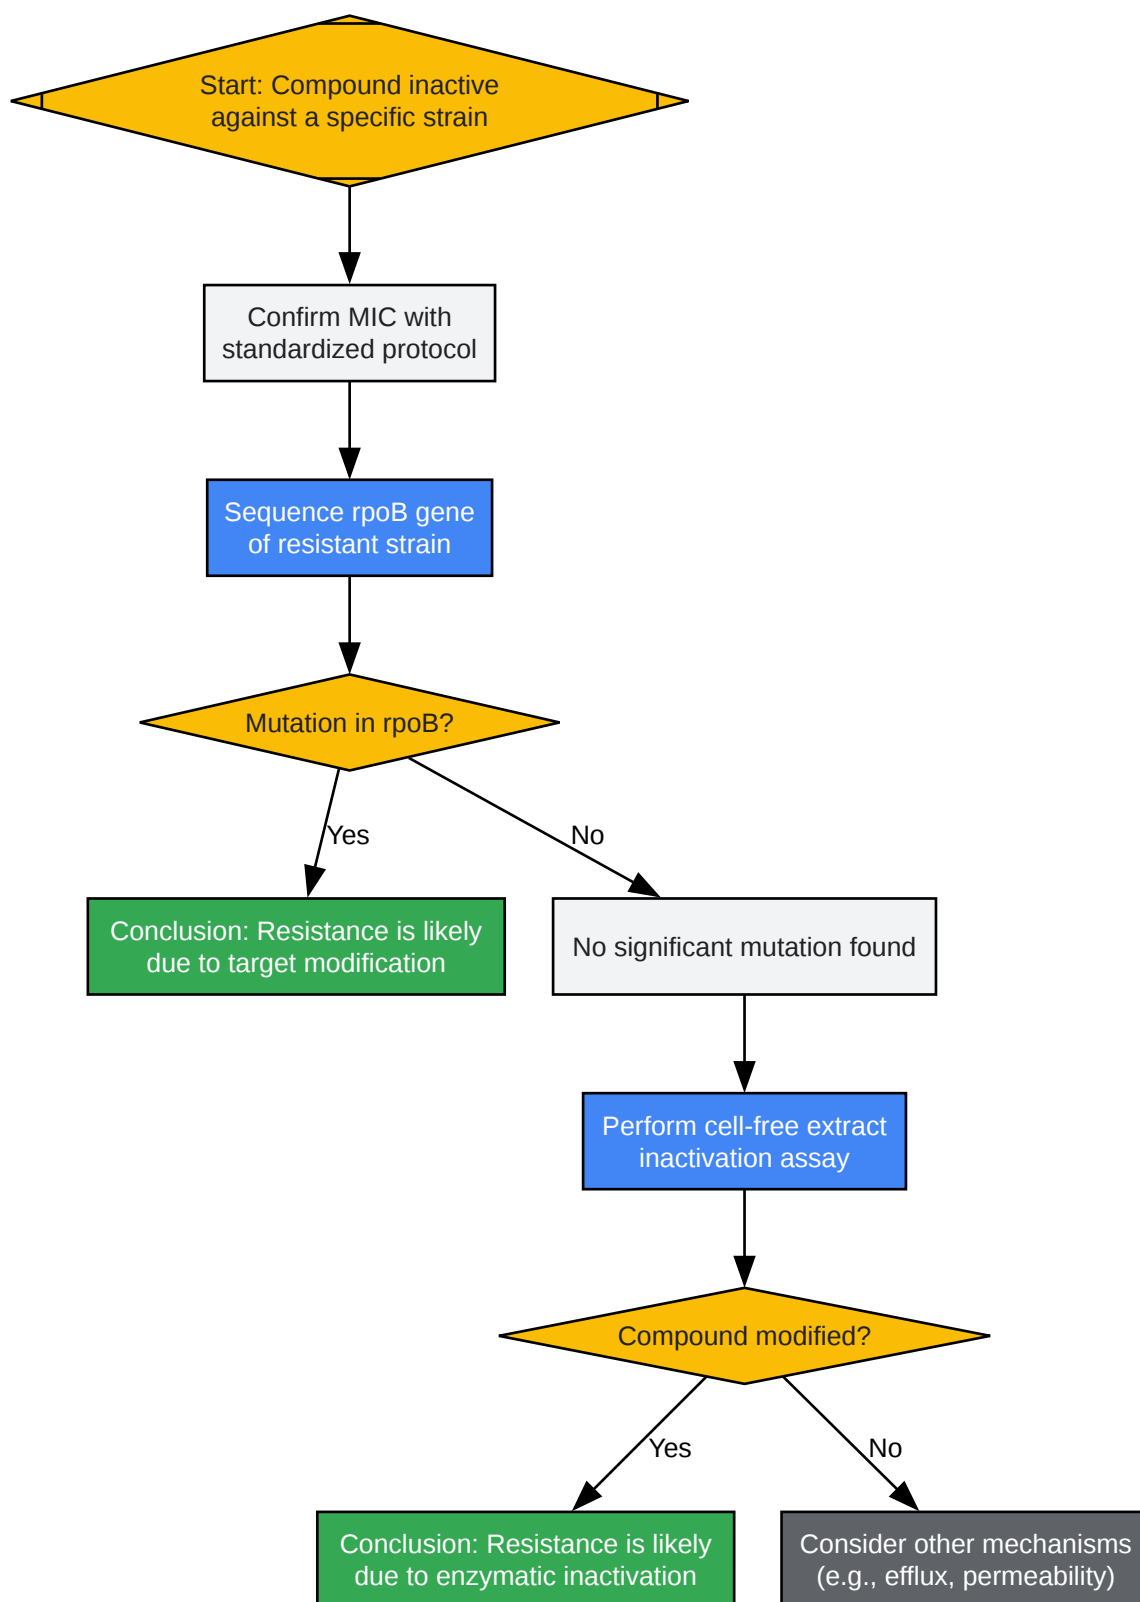 Start: Compound inactive
against a specific strain
Confirm MIC with
standardized protocol
Sequence rpoB gene
of resistant strain
Mutation in rpoB?
Yes
No
Conclusion: Resistance is likely
due to target modification
No significant mutation found
Perform cell-free extract
inactivation assay
Compound modified?
Yes
No
Conclusion: Resistance is likely
due to enzymatic inactivation
Consider other mechanisms
(e.g., efflux, permeability)